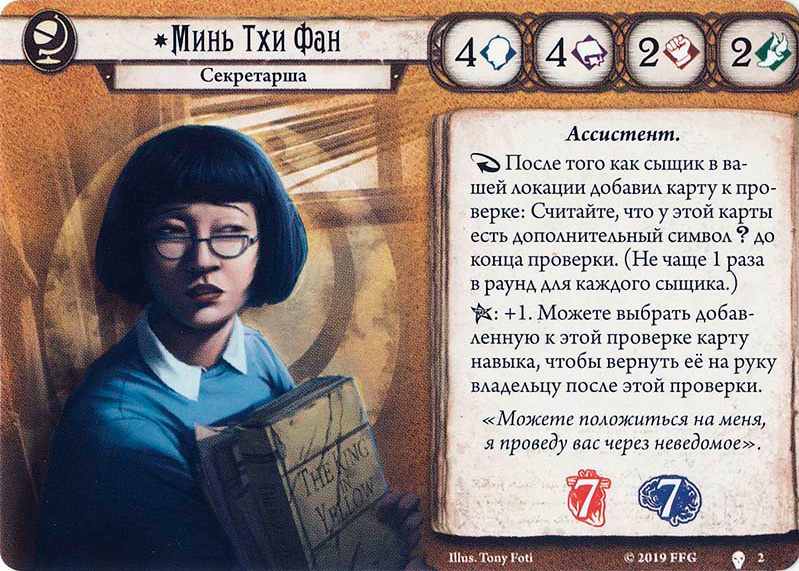 Минь Тхи Фан
Секретарша
4 4 2 2
Ассистент.
После того как сыщик в ва-
шей локации добавил карту к про-
верке: Считайте, что у этой карты
есть дополнительный символ ? до
конца проверки. (Не чаще 1 раза
в раунд для каждого сыщика.)
: +1. Можете выбрать добав-
ленную к этой проверке карту
навыка, чтобы вернуть её на руку
владельцу после этой проверки.
«Можете положиться на меня,
я проведу вас через неведомое».
THE KING
IN
YELLOW
7 7
Illus. Tony Foti © 2019 FFG 2